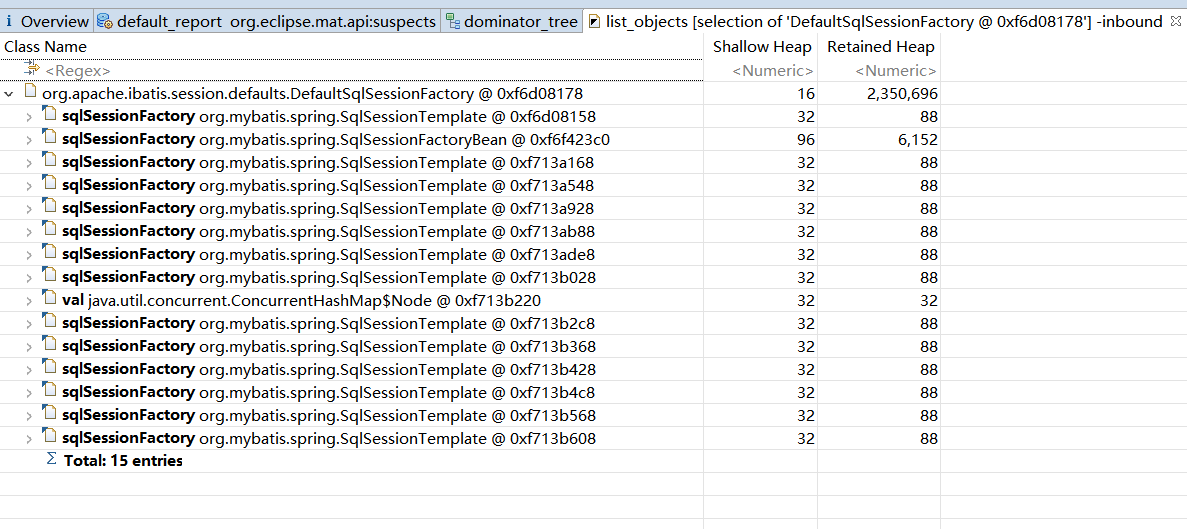 i Overview default_report org.eclipse.mat.api:suspects dominator_tree list_objects [selection of 'DefaultSqlSessionFactory @ 0xf6d08178'] -inbound
Class Name Shallow Heap Retained Heap
<Regex> <Numeric> <Numeric>
org.apache.ibatis.session.defaults.DefaultSqlSessionFactory @ 0xf6d08178 16 2,350,696
sqlSessionFactory org.mybatis.spring.SqlSessionTemplate @ 0xf6d08158 32 88
sqlSessionFactory org.mybatis.spring.SqlSessionFactoryBean @ 0xf6f423c0 96 6,152
sqlSessionFactory org.mybatis.spring.SqlSessionTemplate @ 0xf713a168 32 88
sqlSessionFactory org.mybatis.spring.SqlSessionTemplate @ 0xf713a548 32 88
sqlSessionFactory org.mybatis.spring.SqlSessionTemplate @ 0xf713a928 32 88
sqlSessionFactory org.mybatis.spring.SqlSessionTemplate @ 0xf713ab88 32 88
sqlSessionFactory org.mybatis.spring.SqlSessionTemplate @ 0xf713ade8 32 88
sqlSessionFactory org.mybatis.spring.SqlSessionTemplate @ 0xf713b028 32 88
val java.util.concurrent.ConcurrentHashMap$Node @ 0xf713b220 32 32
sqlSessionFactory org.mybatis.spring.SqlSessionTemplate @ 0xf713b2c8 32 88
sqlSessionFactory org.mybatis.spring.SqlSessionTemplate @ 0xf713b368 32 88
sqlSessionFactory org.mybatis.spring.SqlSessionTemplate @ 0xf713b428 32 88
sqlSessionFactory org.mybatis.spring.SqlSessionTemplate @ 0xf713b4c8 32 88
sqlSessionFactory org.mybatis.spring.SqlSessionTemplate @ 0xf713b568 32 88
sqlSessionFactory org.mybatis.spring.SqlSessionTemplate @ 0xf713b608 32 88
Σ Total: 15 entries